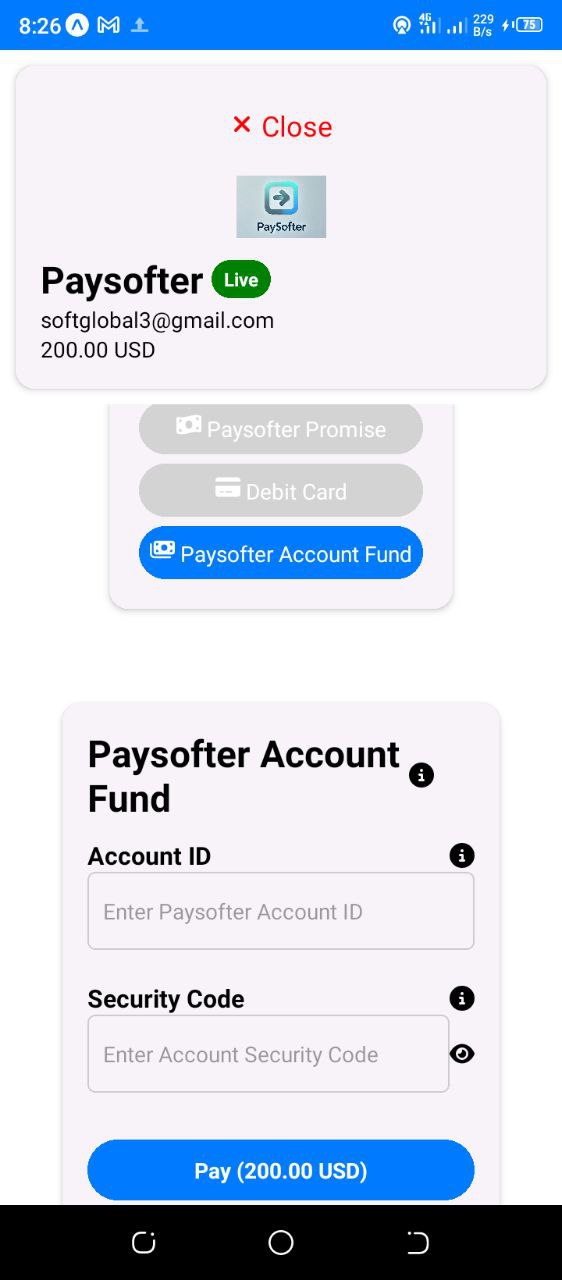 8:26 4G 229 B/s 75
Close
PaySofter
Paysofter Live
softglobal3@gmail.com
200.00 USD
Paysofter Promise
Debit Card
Paysofter Account Fund
Paysofter Account
Fund
Account ID
Enter Paysofter Account ID
Security Code
Enter Account Security Code
Pay (200.00 USD)